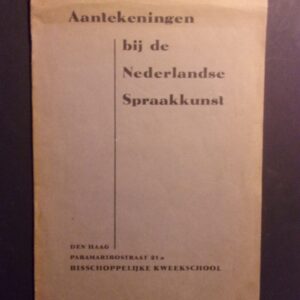 Aantekeningen
bij de
Nederlandse
Spraakkunst
DEN HAAG
PARAMARIBOSTRAAT 21a
BISSCHOPPELIJKE KWEEKSCHOOL